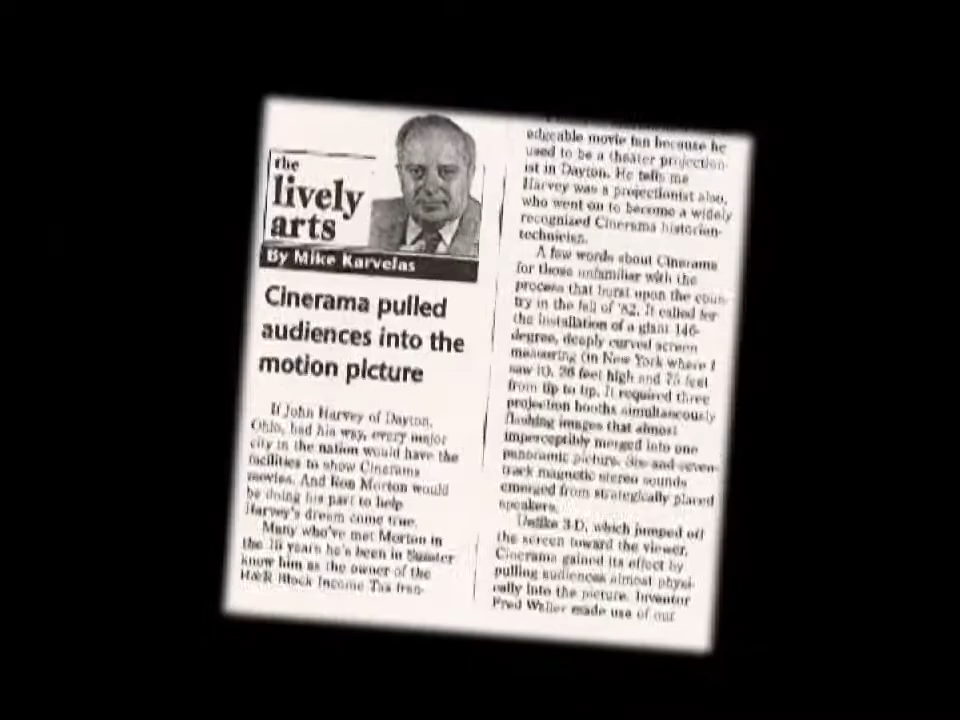 the
lively
arts
By Mike Karvelas
Cinerama pulled
audiences into the
motion picture
If John Harvey of Dayton,
Ohio, had his way, every major
city in the nation would have the
facilities to show Cinerama
movies. And Ron Morton would
be doing his part to help
Harvey's dream come true.
Many who've met Morton in
the 18 years he's been in Sumter
know him as the owner of the
H&R Block Income Tax fran-
edgeable movie fan because he
used to be a theater projection-
ist in Dayton. He tells me
Harvey was a projectionist also,
who went on to become a widely
recognized Cinerama historian-
technician.
A few words about Cinerama
for those unfamiliar with the
process that burst upon the coun-
try in the fall of '52. It called for
the installation of a giant 146-
degree, deeply curved screen
measuring (in New York where I
saw it), 26 feet high and 75 feet
from tip to tip. It required three
projection booths simultaneously
flashing images that almost
imperceptibly merged into one
panoramic picture. Six-and seven-
track magnetic stereo sounds
emerged from strategically placed
speakers.
Unlike 3-D, which jumped off
the screen toward the viewer,
Cinerama gained its effect by
pulling audiences almost physi-
cally into the picture. Inventor
Fred Waller made use of our